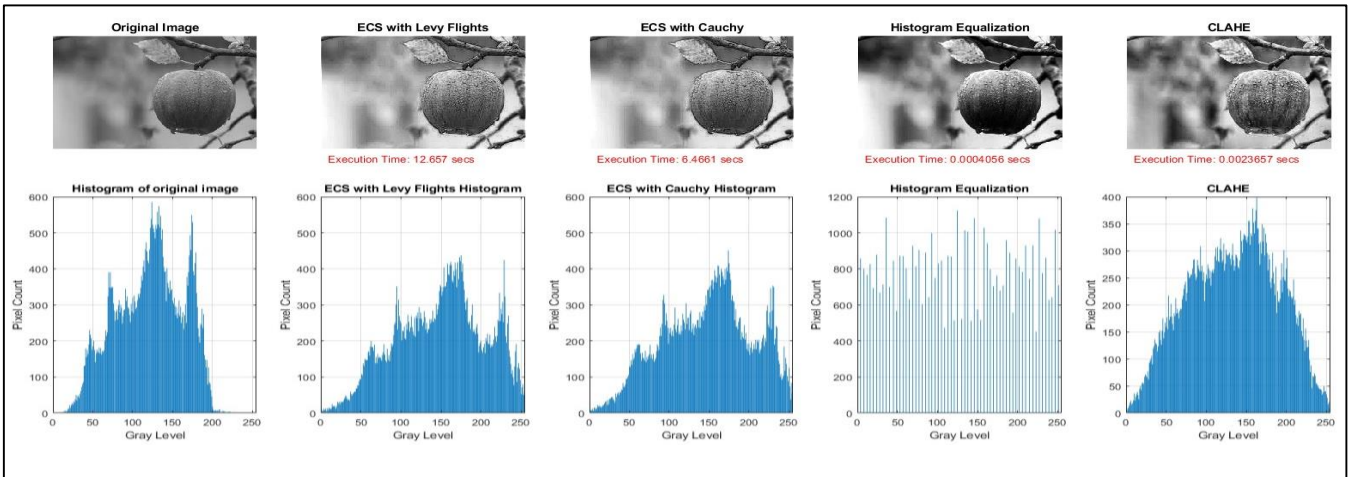 Original Image
ECS with Levy Flights
ECS with Cauchy
Histogram Equalization
CLAHE
Execution Time: 12.657 secs
Execution Time: 6.4661 secs
Execution Time: 0.0004056 secs
Execution Time: 0.0023657 secs
Histogram of original image
600
500
400
300
200
100
0
Pixel Count
0 50 100 150 200 250
Gray Level
ECS with Levy Flights Histogram
600
500
400
300
200
100
0
Pixel Count
0 50 100 150 200 250
Gray Level
ECS with Cauchy Histogram
600
500
400
300
200
100
0
Pixel Count
0 50 100 150 200 250
Gray Level
Histogram Equalization
1200
1000
800
600
400
200
0
Pixel Count
0 50 100 150 200 250
Gray Level
CLAHE
400
350
300
250
200
150
100
50
0
Pixel Count
0 50 100 150 200 250
Gray Level